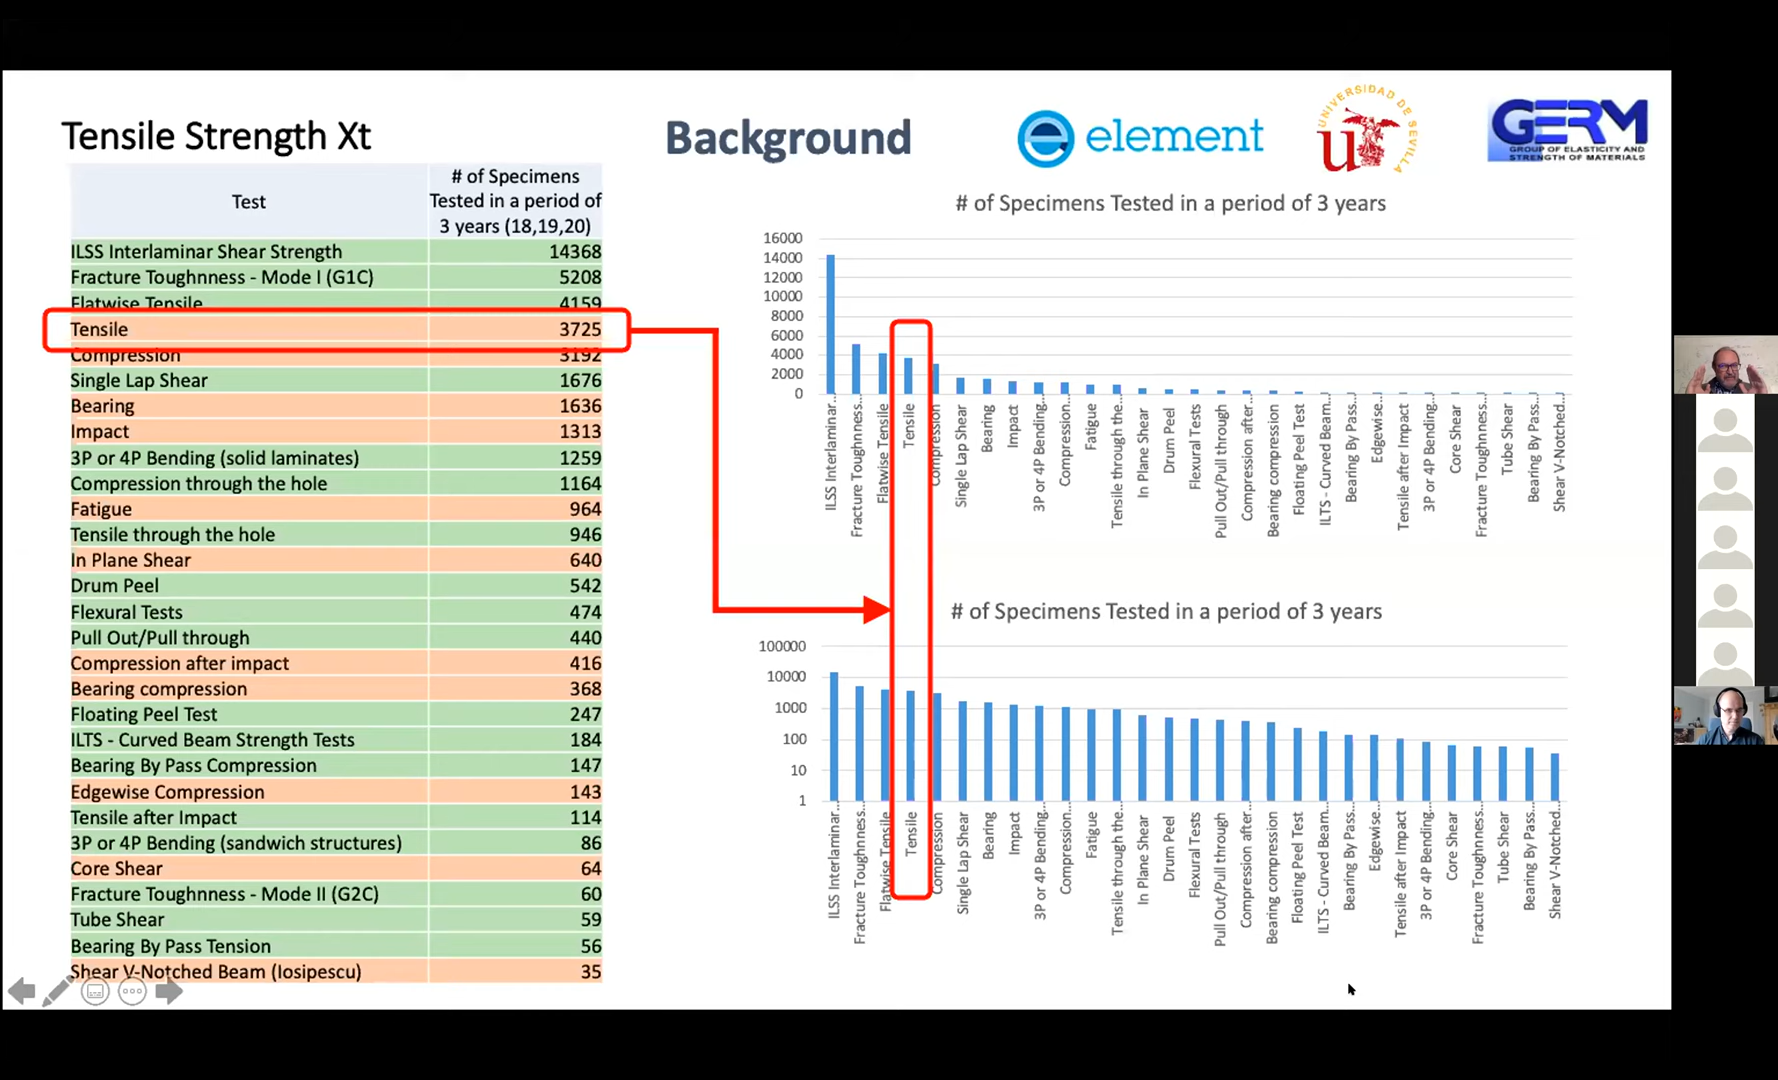 Tensile Strength Xt
Background
element
UNIVERSIDAD DE SEVILLA
GERM
GROUP OF ELASTICITY AND
STRENGTH OF MATERIALS
Test
# of Specimens
Tested in a period of
3 years (18,19,20)
ILSS Interlaminar Shear Strength 14368
Fracture Toughnness - Mode I (G1C) 5208
Flatwise Tensile 4159
Tensile 3725
Compression 3192
Single Lap Shear 1676
Bearing 1636
Impact 1313
3P or 4P Bending (solid laminates) 1259
Compression through the hole 1164
Fatigue 964
Tensile through the hole 946
In Plane Shear 640
Drum Peel 542
Flexural Tests 474
Pull Out/Pull through 440
Compression after impact 416
Bearing compression 368
Floating Peel Test 247
ILTS - Curved Beam Strength Tests 184
Bearing By Pass Compression 147
Edgewise Compression 143
Tensile after Impact 114
3P or 4P Bending (sandwich structures) 86
Core Shear 64
Fracture Toughnness - Mode II (G2C) 60
Tube Shear 59
Bearing By Pass Tension 56
Shear V-Notched Beam (Iosipescu) 35
# of Specimens Tested in a period of 3 years
16000
14000
12000
10000
8000
6000
4000
2000
0
ILSS Interlaminar...
Fracture Toughnness...
Flatwise Tensile
Tensile
Compression
Single Lap Shear
Bearing
Impact
3P or 4P Bending...
Compression...
Fatigue
Tensile through the...
In Plane Shear
Drum Peel
Flexural Tests
Pull Out/Pull through
Compression after...
Bearing compression
Floating Peel Test
ILTS - Curved Beam...
Bearing By Pass...
Edgewise...
Tensile after Impact
3P or 4P Bending...
Core Shear
Fracture Toughnness...
Tube Shear
Bearing By Pass...
Shear V-Notched...
# of Specimens Tested in a period of 3 years
100000
10000
1000
100
10
1
ILSS Interlaminar...
Fracture Toughnness...
Flatwise Tensile
Tensile
Compression
Single Lap Shear
Bearing
Impact
3P or 4P Bending...
Compression...
Fatigue
Tensile through the...
In Plane Shear
Drum Peel
Flexural Tests
Pull Out/Pull through
Compression after...
Bearing compression
Floating Peel Test
ILTS - Curved Beam...
Bearing By Pass...
Edgewise...
Tensile after Impact
3P or 4P Bending...
Core Shear
Fracture Toughnness...
Tube Shear
Bearing By Pass...
Shear V-Notched...